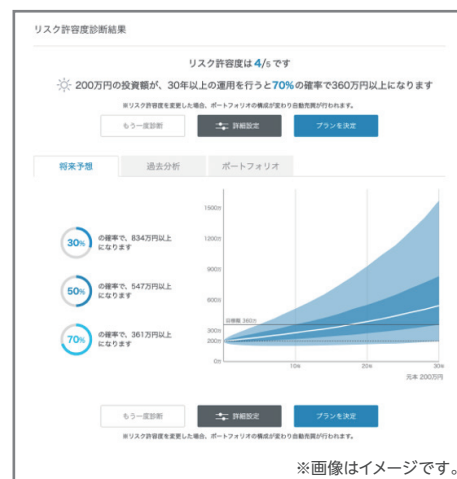 リスク許容度診断結果
リスク許容度は4/5です
200万円の投資額が、30年以上の運用を行うと70%の確率で360万円以上になります
※リスク許容度を変更した場合、ポートフォリオの構成が変わり自動売買が行われます。
もう一度診断
詳細設定
プランを決定
将来予想
過去分析
ポートフォリオ
30%
の確率で、834万円以上
になります
50%
の確率で、547万円以上
になります
70%
の確率で、361万円以上
になります
1500万
1200万
900万
600万
目標額 360万
300万
200万
0万
10年
20年
30年
元本 200万円
もう一度診断
詳細設定
プランを決定
※リスク許容度を変更した場合、ポートフォリオの構成が変わり自動売買が行われます。
※画像はイメージです。